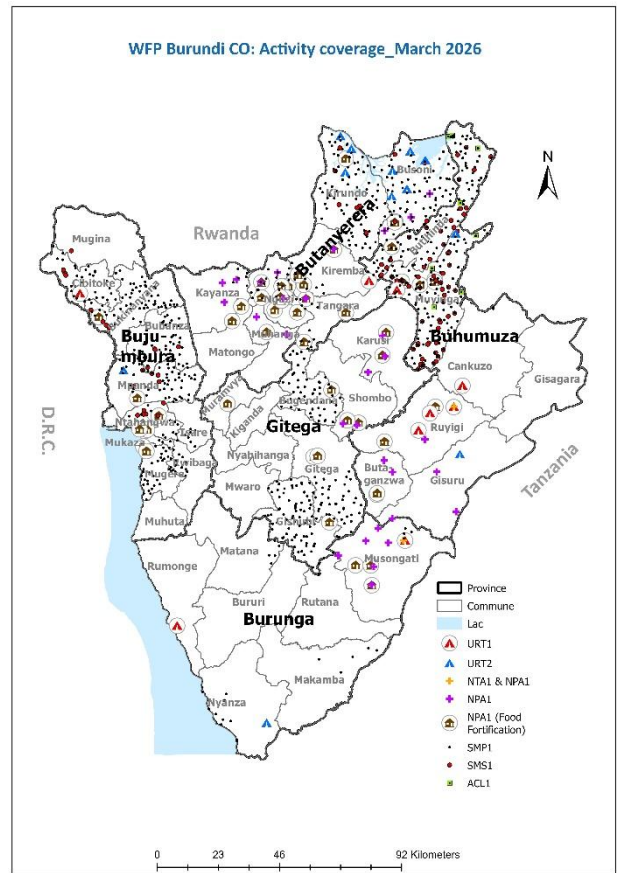 WFP Burundi CO: Activity coverage_March 2026
N
Busoni
Kirundo
Rwanda
Butanyerera
Butihinda
Mugina
Cibitoke
Bukinanyana
Kiremba
Kayanza
Ngozi
Muyinga
Tangara
Bubanza
Buju
mbura
Muhanga
Karusi
Buhumuza
Matongo
Cankuzo
Gisagara
Mpanda
Bugendana
Shombo
Muramvya
Kiganda
Gitega
Ruyigi
D.R.C.
Ntahangwa
Mukaza
Nyabihanga
Gitega
Buta
ganzwa
Gisuru
Tanzania
Mugere
Mwaro
Gishubi
Muhuta
Musongati
Matana
Rumonge
Bururi
Rutana
Burunga
Makamba
Nyanza
Province
Commune
Lac
URT1
URT2
NTA1 & NPA1
NPA1
NPA1 (Food
Fortification)
SMP1
SMS1
ACL1
0 23 46 92 Kilometers